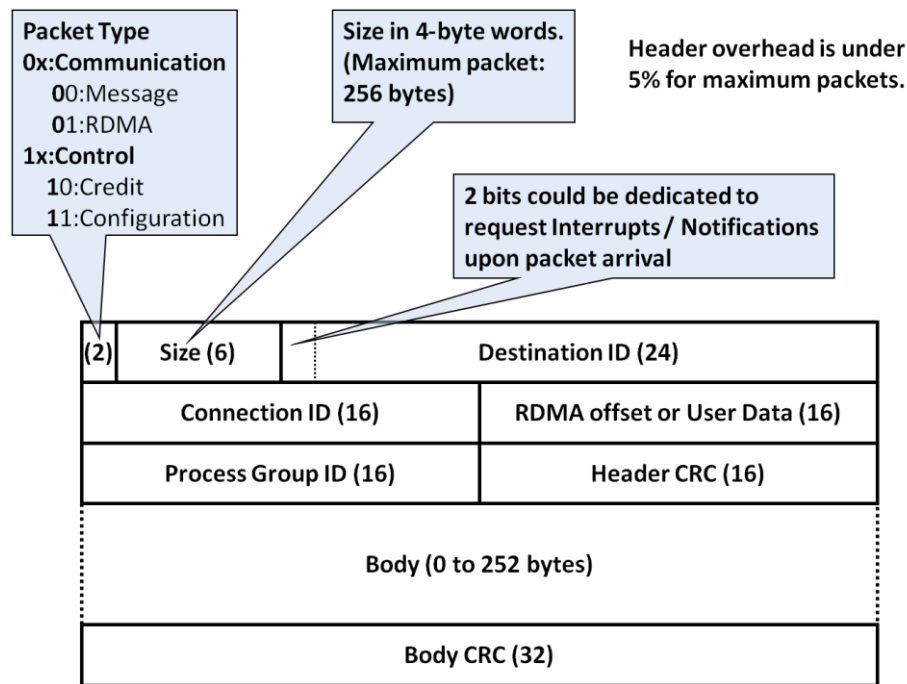 Packet Type
0x:Communication
00:Message
01:RDMA
1x:Control
10:Credit
11:Configuration
Size in 4-byte words.
(Maximum packet:
256 bytes)
Header overhead is under
5% for maximum packets.
2 bits could be dedicated to
request Interrupts / Notifications
upon packet arrival
(2) Size (6) Destination ID (24)
Connection ID (16) RDMA offset or User Data (16)
Process Group ID (16) Header CRC (16)
Body (0 to 252 bytes)
Body CRC (32)